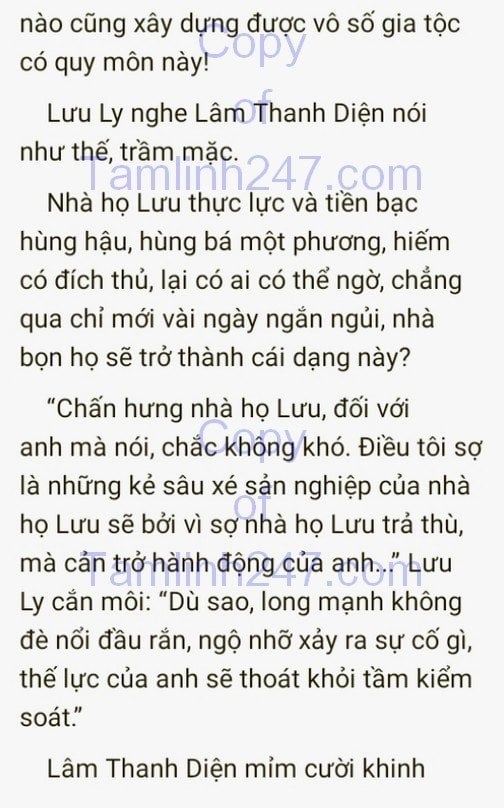 nào cũng xây dựng được vô số gia tộc
có quy môn này!
Lưu Ly nghe Lâm Thanh Diện nói
như thế, trầm mặc.
Nhà họ Lưu thực lực và tiền bạc
hùng hậu, hùng bá một phương, hiếm
có đích thủ, lại có ai có thể ngờ, chẳng
qua chỉ mới vài ngày ngắn ngủi, nhà
bọn họ sẽ trở thành cái dạng này?
“Chấn hưng nhà họ Lưu, đối với
anh mà nói, chắc không khó. Điều tôi sợ
là những kẻ sâu xé sản nghiệp của nhà
họ Lưu sẽ bởi vì sợ nhà họ Lưu trả thù,
mà cản trở hành động của anh...” Lưu
Ly cắn môi: “Dù sao, long mạnh không
đè nổi đầu rắn, ngộ nhỡ xảy ra sự cố gì,
thế lực của anh sẽ thoát khỏi tầm kiểm
soát.”
Lâm Thanh Diện mỉm cười khinh
Copy
of
Tamlinh247.com
Copy
of
Tamlinh247.com